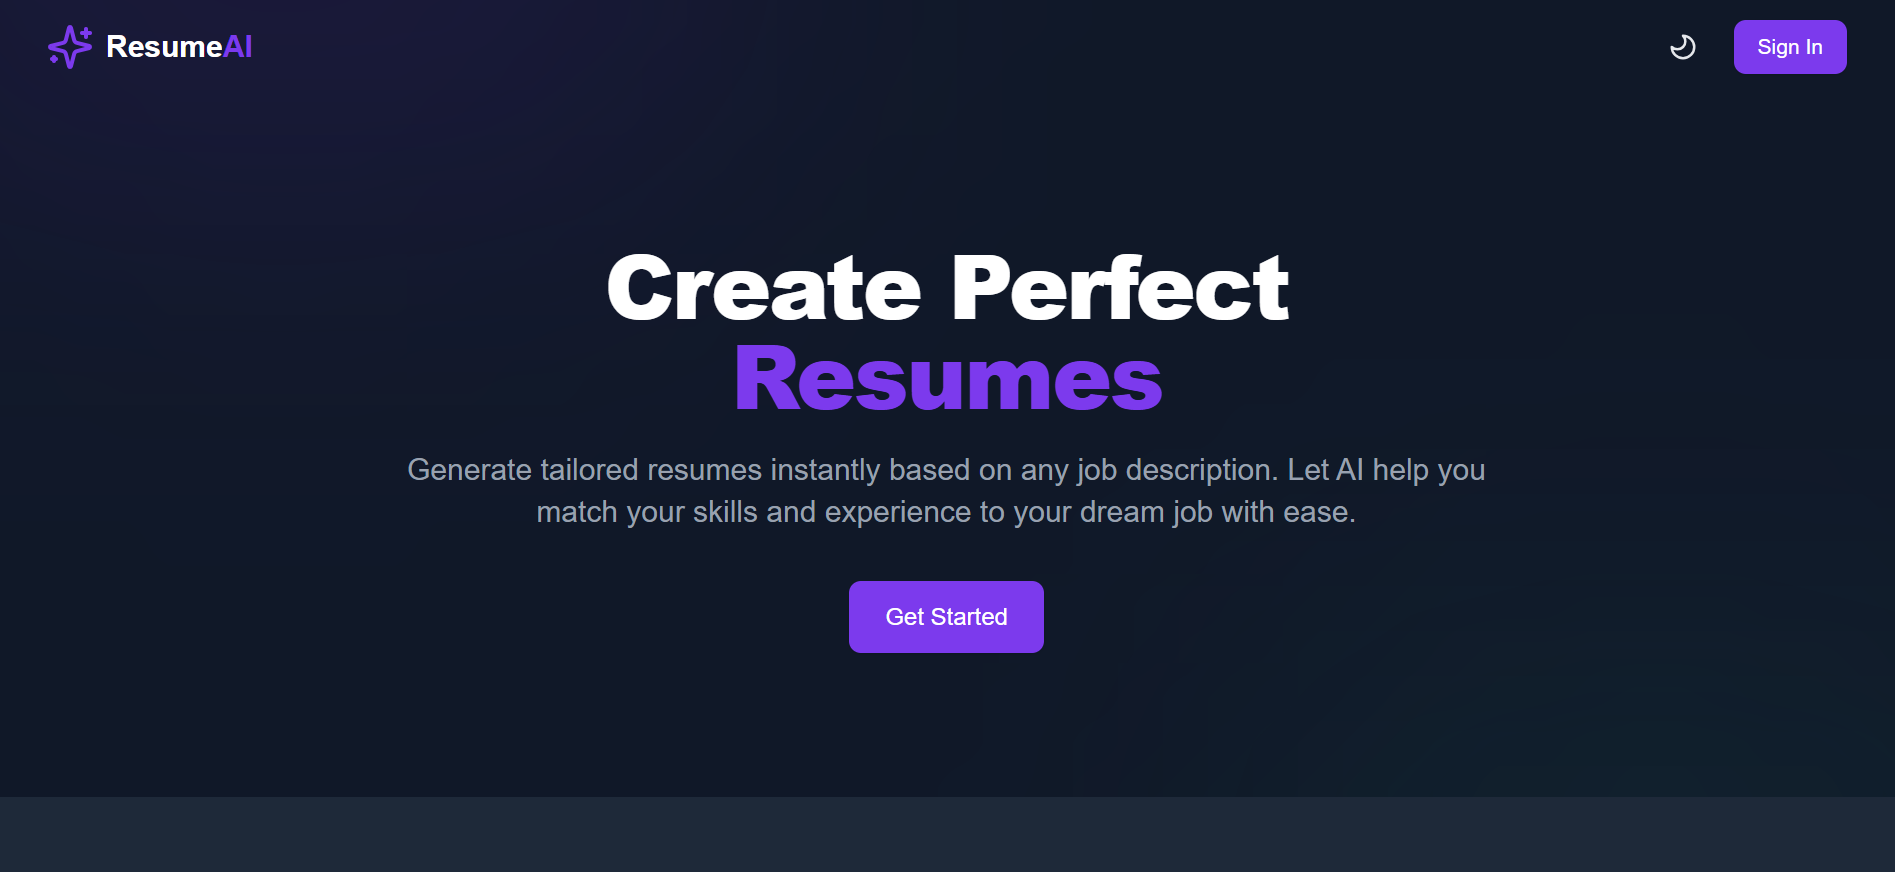 ResumeAI
Sign In
Create Perfect
Resumes
Generate tailored resumes instantly based on any job description. Let AI help you
match your skills and experience to your dream job with ease.
Get Started